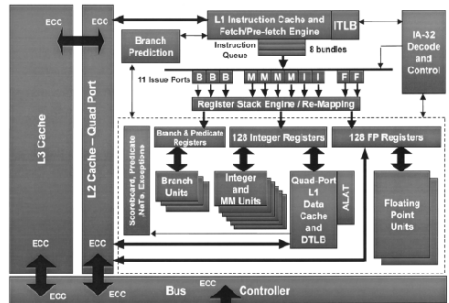 ECC
ECC
L1 Instruction Cache and
Fetch/Pre-fetch Engine
ITLB
Branch
Prediction
Instruction
Queue
8 bundles
IA-32
Decode
and
Control
11 Issue Ports
B B B
M M M M I I
F F
Register Stack Engine / Re-Mapping
L3 Cache
L2 Cache – Quad Port
Scoreboard, Predicate
,NaTs, Exceptions
Branch & Predicate
Registers
128 Integer Registers
128 FP Registers
Branch
Units
Integer
and
MM Units
Quad-Port
L1
Data
Cache
and
DTLB
ALAT
Floating
Point
Units
ECC
ECC
ECC
ECC
ECC
Bus
Controller